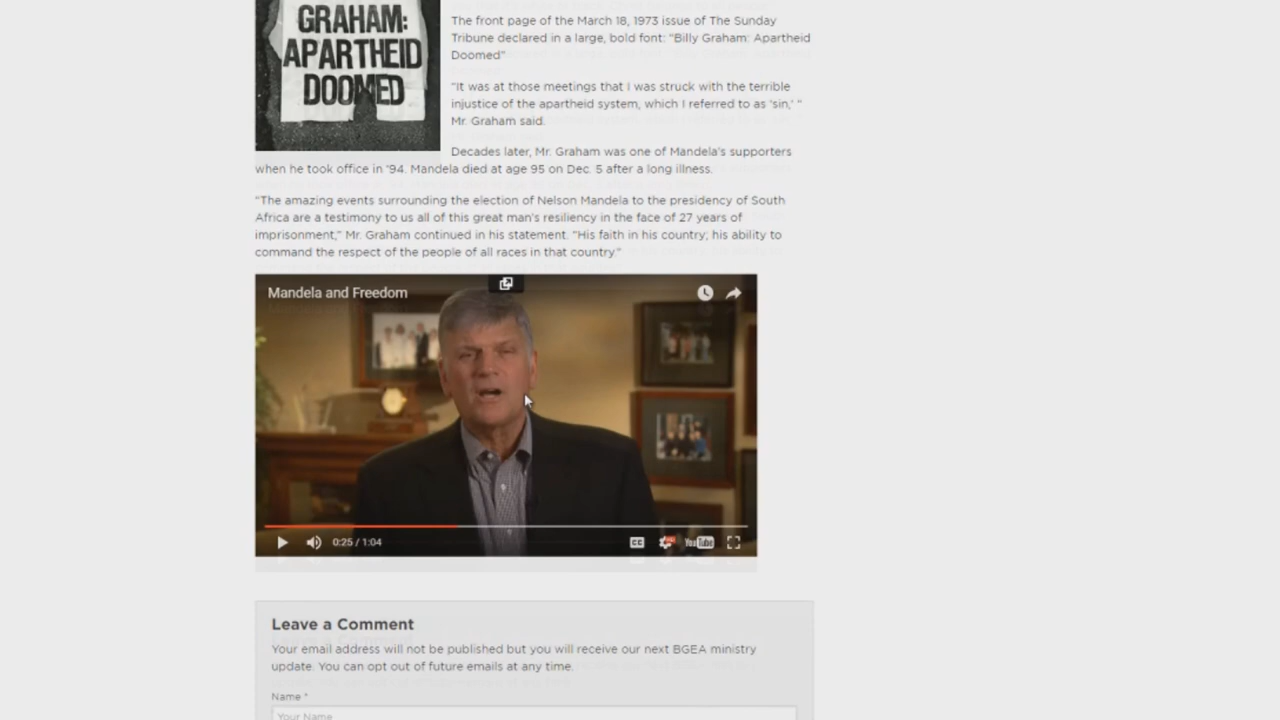 GRAHAM:
APARTHEID
DOOMED
The front page of the March 18, 1973 issue of The Sunday
Tribune declared in a large, bold font: “Billy Graham: Apartheid
Doomed”
“It was at those meetings that I was struck with the terrible
injustice of the apartheid system, which I referred to as ‘sin,’ “
Mr. Graham said.
Decades later, Mr. Graham was one of Mandela’s supporters
when he took office in ’94. Mandela died at age 95 on Dec. 5 after a long illness.
“The amazing events surrounding the election of Nelson Mandela to the presidency of South
Africa are a testimony to us all of this great man’s resiliency in the face of 27 years of
imprisonment,” Mr. Graham continued in his statement. “His faith in his country; his ability to
command the respect of the people of all races in that country.”
Mandela and Freedom
0:25 / 1:04
CC
YouTube
Leave a Comment
Your email address will not be published but you will receive our next BGEA ministry
update. You can opt out of future emails at any time.
Name *
Your Name